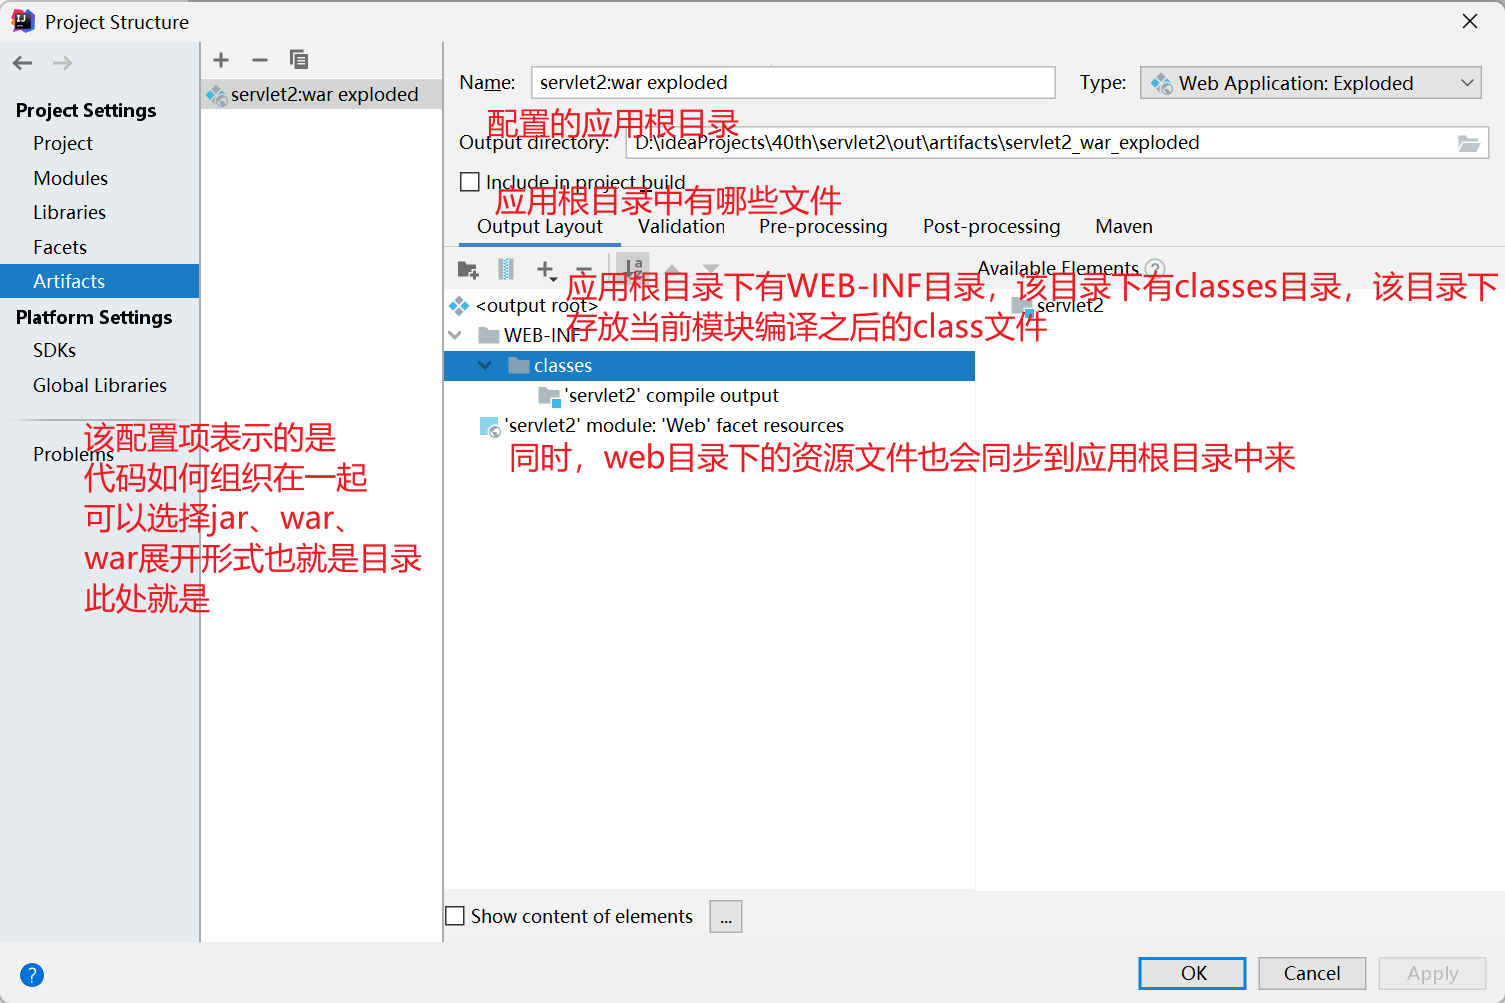 Project Structure
Project Settings
Project
Modules
Libraries
Facets
Artifacts
Platform Settings
SDKs
Global Libraries
Problems
该配置项表示的是
代码如何组织在一起
可以选择jar、war、
war展开形式也就是目录
此处就是
servlet2:war exploded
Name: servlet2:war exploded Type: Web Application: Exploded
配置的应用根目录
Output directory: D:\ideaProjects\40th\servlet2\out\artifacts\servlet2_war_exploded
Include in project build
应用根目录中有哪些文件
Output Layout Validation Pre-processing Post-processing Maven
Available Elements ?
应用根目录下有WEB-INF目录，该目录下有classes目录，该目录下
存放当前模块编译之后的class文件
<output root> servlet2
WEB-INF
classes
'servlet2' compile output
'servlet2' module: 'Web' facet resources
同时，web目录下的资源文件也会同步到应用根目录中来
Show content of elements ...
? OK Cancel Apply